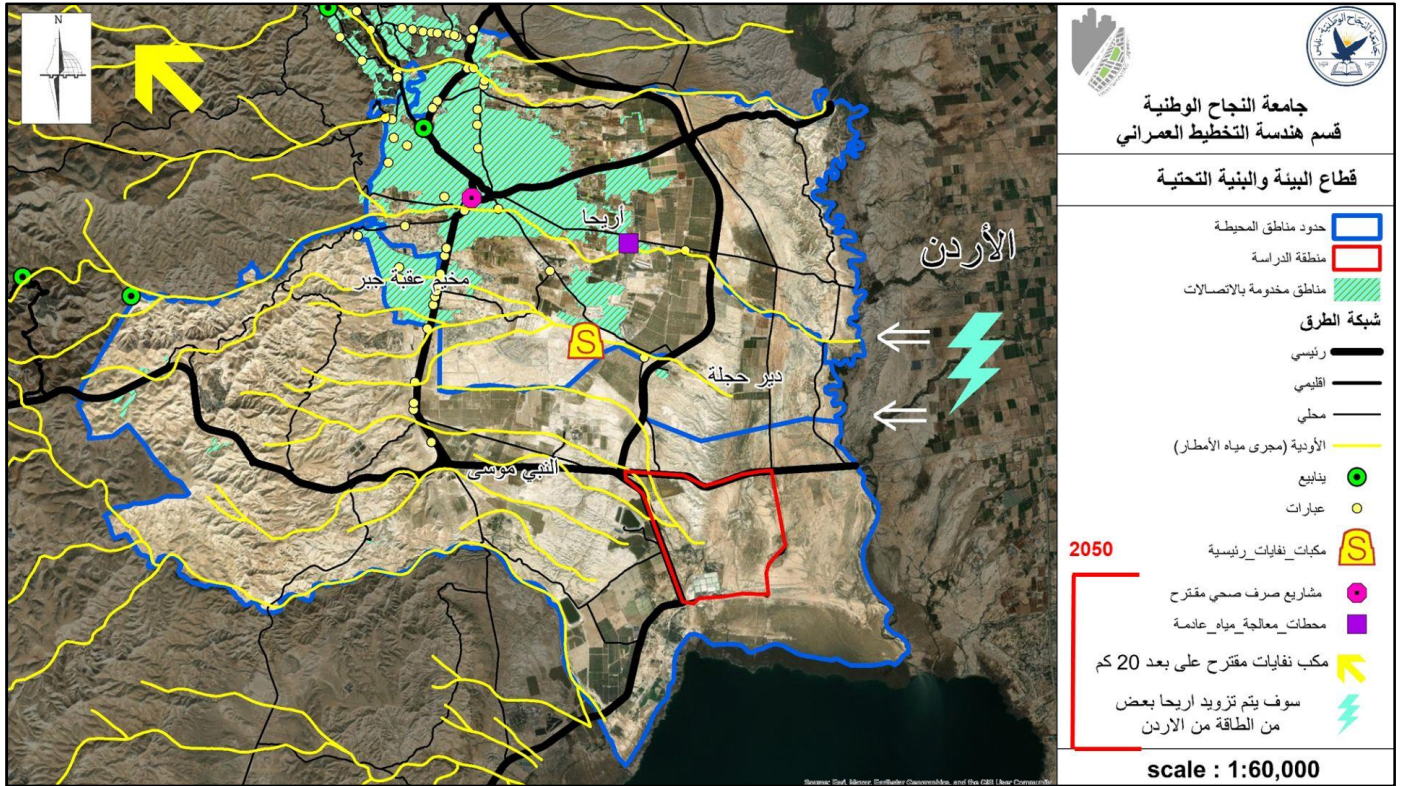 جامعة النجاح الوطنية
قسم هندسة التخطيط العمراني
قطاع البيئة والبنية التحتية
حدود مناطق المحيطة
منطقة الدراسة
مناطق مخدومة بالاتصالات
شبكة الطرق
رئيسي
اقليمي
محلي
الأودية (مجرى مياه الأمطار)
ينابيع
عبارات
S
مكبات_نفايات_رئيسية
2050
مشاريع صرف صحي مقترح
محطات_معالجة_مياه_عادمة
مكب نفايات مقترح على بعد 20 كم
سوف يتم تزويد اريحا بعض
من الطاقة من الاردن
scale : 1:60,000
أريحا
الأردن
مخيم عقبة جبر
S
دير حجلة
النبي موسى
Source: Esri, Maxar, Earthstar Geographics, and the GIS User Community